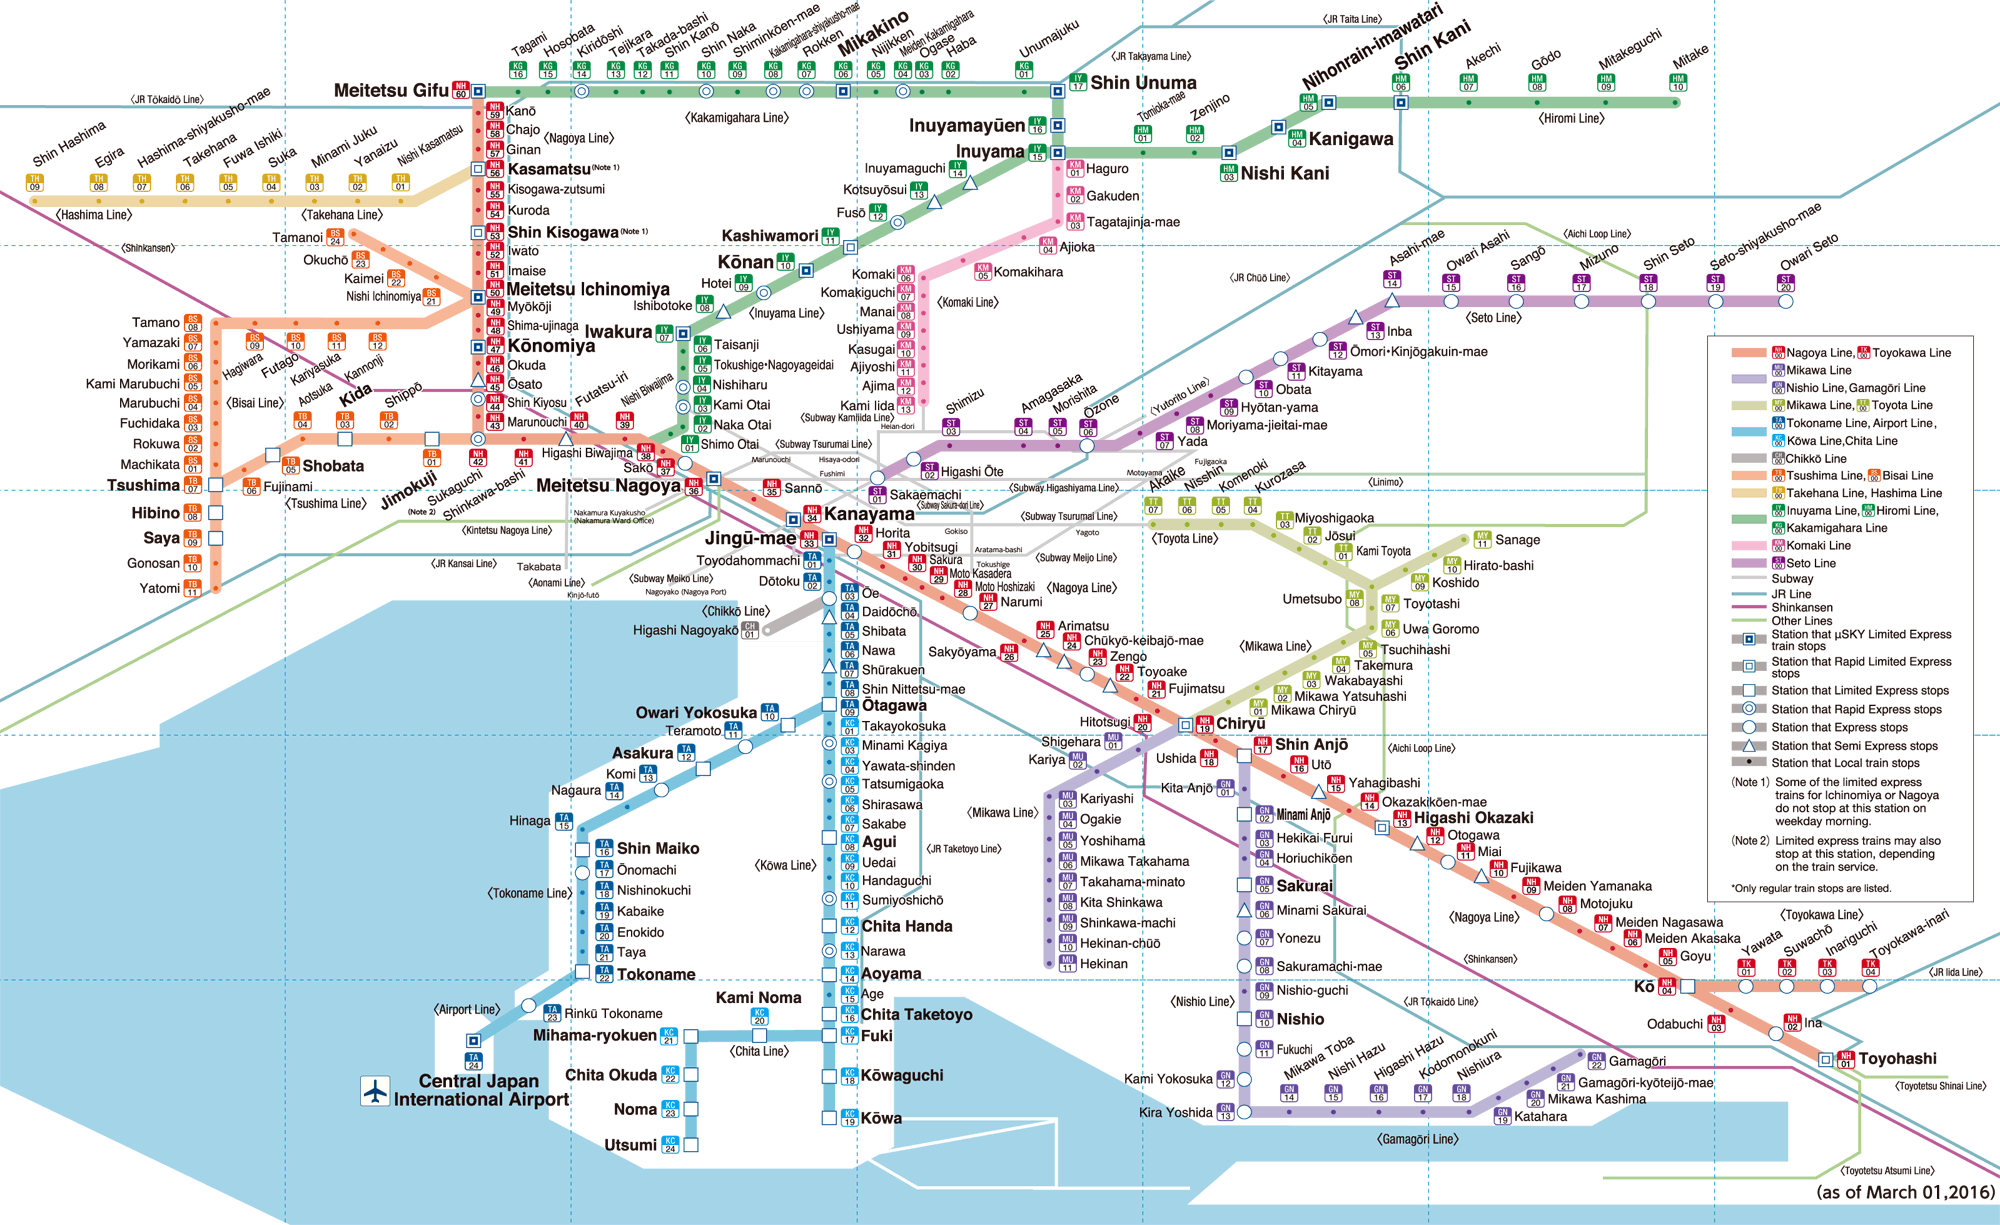 Tagami
KG 16
Hosobata
KG 15
Kiridōshi
KG 14
Tejikara
KG 13
Takada-bashi
KG 12
Shin Kanō
KG 11
Shin Naka
KG 10
Shiminkōen-mae
KG 09
Kakamigahara-shiyakusho-mae
KG 08
Rokken
KG 07
Mikakino
KG 06
Nijikken
KG 05
Meiden Kakamigahara
KG 04
Ogase
KG 03
Haba
KG 02
Unumajuku
KG 01
〈JR Takayama Line〉
〈JR Taita Line〉
Meitetsu Gifu NH 60
IY 17 Shin Unuma
〈Kakamigahara Line〉
〈JR Tōkaidō Line〉
Nihonrain-imawatari
HM 05
Shin Kani
HM 06
Akechi
HM 07
Gōdo
HM 08
Mitakeguchi
HM 09
Mitake
HM 10
〈Hiromi Line〉
HM 04 Kanigawa
HM 03 Nishi Kani
Zenjino
HM 02
Tomioka-mae
HM 01
Inuyamayūen IY 16
Inuyama IY 15
Inuyamaguchi IY 14
Kotsuyōsui IY 13
Fusō IY 12
Kashiwamori IY 11
Kōnan IY 10
Hotei IY 09
Ishibotoke IY 08
〈Inuyama Line〉
Iwakura IY 07
IY 06 Taisanji
IY 05 Tokushige・Nagoyageidai
IY 04 Nishiharu
IY 03 Kami Otai
IY 02 Naka Otai
IY 01 Shimo Otai
KM 01 Haguro
KM 02 Gakuden
KM 03 Tagatajinja-mae
KM 04 Ajioka
KM 05 Komakihara
Komaki KM 06
Komakiguchi KM 07
Manai KM 08
Ushiyama KM 09
Kasugai KM 10
Ajiyoshi KM 11
Ajima KM 12
Kami Iida KM 13
〈Komaki Line〉
〈Subway Kamiiida Line〉
Heian-dori
Shin Hashima
TH 09
Egira
TH 08
Hashima-shiyakusho-mae
TH 07
Takehana
TH 06
Fuwa Isshiki
TH 05
Suka
TH 04
Minami Juku
TH 03
Yanaizu
TH 02
Nishi Kasamatsu
TH 01
〈Hashima Line〉
〈Takehana Line〉
〈Shinkansen〉
NH 59 Kanō
NH 58 Chajo
〈Nagoya Line〉
NH 57 Ginan
NH 56 Kasamatsu (Note 1)
NH 55 Kisogawa-zutsumi
NH 54 Kuroda
NH 53 Shin Kisogawa (Note 1)
NH 52 Iwato
NH 51 Imaise
NH 50 Meitetsu Ichinomiya
NH 49 Myōkōji
NH 48 Shima-ujinaga
NH 47 Kōnomiya
NH 46 Okuda
NH 45 Ōsato
NH 44 Shin Kiyosu
NH 43 Marunouchi
Tamanoi BS 24
Okuchō BS 23
Kaimei BS 22
Nishi Ichinomiya BS 21
Tamano BS 08
Yamazaki BS 07
Morikami BS 06
Kami Marubuchi BS 05
Marubuchi BS 04
Fuchidaka BS 03
Rokuwa BS 02
Machikata BS 01
Tsushima TB 07
Hibino TB 08
Saya TB 09
Gonosan TB 10
Yatomi TB 11
BS 09 Hagiwara
BS 10 Futago
BS 11 Kariyasuka
BS 12 Kannonji
〈Bisai Line〉
Aotsuka
TB 04
Kida
TB 03
Shippō
TB 02
TB 05 Shobata
TB 06 Fujinami
〈Tsushima Line〉
TB 01
Jimokuji
(Note 2)
NH 42
Sukaguchi
NH 41
Shinkawa-bashi
Futatsu-iri
NH 40
Nishi Biwajima
NH 39
Higashi Biwajima NH 38
Sakō NH 37
Meitetsu Nagoya NH 36
NH 35 Sannō
NH 34 Kanayama
Jingū-mae NH 33
NH 32 Horita
NH 31 Yobitsugi
NH 30 Sakura
NH 29 Moto Kasadera
NH 28 Moto Hoshizaki
NH 27 Narumi
Sakyōyama NH 26
〈Nagoya Line〉
NH 25 Arimatsu
NH 24 Chūkyō-keibajō-mae
NH 23 Zengo
NH 22 Toyoake
NH 21 Fujimatsu
Hitotsugi NH 20
NH 19 Chiryū
Ushida NH 18
NH 17 Shin Anjō
NH 16 Utō
NH 15 Yahagibashi
NH 14 Okazakikōen-mae
NH 13 Higashi Okazaki
NH 12 Otogawa
NH 11 Miai
NH 10 Fujikawa
NH 09 Meiden Yamanaka
NH 08 Motojuku
NH 07 Meiden Nagasawa
NH 06 Meiden Akasaka
NH 05 Goyu
Kō NH 04
Odabuchi NH 03
NH 02 Ina
NH 01 Toyohashi
〈Nagoya Line〉
〈Toyokawa Line〉
Yawata
TK 01
Suwachō
TK 02
Inariguchi
TK 03
Toyokawa-inari
TK 04
〈JR Iida Line〉
〈Toyotetsu Shinai Line〉
〈Toyotetsu Atsumi Line〉
〈JR Tōkaidō Line〉
〈Shinkansen〉
〈Kintetsu Nagoya Line〉
〈JR Kansai Line〉
〈Aonami Line〉
Takabata
Kinjō-futō
Nakamura Kuyakusho
(Nakamura Ward Office)
〈Subway Meiko Line〉
Nagoyako (Nagoya Port)
〈Subway Tsurumai Line〉
Marunouchi
Hisaya-odori
Fushimi
〈Subway Higashiyama Line〉
〈Subway Sakura-dori Line〉
〈Subway Tsurumai Line〉
〈Subway Meijo Line〉
Gokiso
Aratama-bashi
Tokushige
Motoyama
Fujigaoka
Yagoto
〈Linimo〉
〈JR Chūō Line〉
〈Aichi Loop Line〉
〈Yutorito Line〉
〈Seto Line〉
ST 01 Sakaemachi
ST 02 Higashi Ōte
Shimizu
ST 03
Amagasaka
ST 04
Morishita
ST 05
Ōzone
ST 06
ST 07 Yada
ST 08 Moriyama-jieitai-mae
ST 09 Hyōtan-yama
ST 10 Obata
ST 11 Kitayama
ST 12 Ōmori・Kinjōgakuin-mae
ST 13 Inba
Asahi-mae
ST 14
Owari Asahi
ST 15
Sangō
ST 16
Mizuno
ST 17
Shin Seto
ST 18
Seto-shiyakusho-mae
ST 19
Owari Seto
ST 20
Akaike
TT 07
Nisshin
TT 06
Komenoki
TT 05
Kurozasa
TT 04
TT 03 Miyoshigaoka
TT 02 Jōsui
TT 01 Kami Toyota
〈Toyota Line〉
MY 11 Sanage
MY 10 Hirato-bashi
MY 09 Koshido
Umetsubo MY 08
MY 07 Toyotashi
MY 06 Uwa Goromo
MY 05 Tsuchihashi
MY 04 Takemura
MY 03 Wakabayashi
MY 02 Mikawa Yatsuhashi
MY 01 Mikawa Chiryū
〈Mikawa Line〉
〈Aichi Loop Line〉
Shigehara MU 01
Kariya MU 02
MU 03 Kariyashi
MU 04 Ogakie
MU 05 Yoshihama
MU 06 Mikawa Takahama
MU 07 Takahama-minato
MU 08 Kita Shinkawa
MU 09 Shinkawa-machi
MU 10 Hekinan-chūō
MU 11 Hekinan
〈Mikawa Line〉
Kita Anjō GN 01
GN 02 Minami Anjō
GN 03 Hekikai Furui
GN 04 Horiuchikōen
GN 05 Sakurai
GN 06 Minami Sakurai
GN 07 Yonezu
GN 08 Sakuramachi-mae
GN 09 Nishio-guchi
GN 10 Nishio
GN 11 Fukuchi
Kami Yokosuka GN 12
Kira Yoshida GN 13
〈Nishio Line〉
Mikawa Toba
GN 14
Nishi Hazu
GN 15
Higashi Hazu
GN 16
Kodomonokuni
GN 17
Nishiura
GN 18
GN 19 Katahara
GN 20 Mikawa Kashima
GN 21 Gamagōri-kyōteijō-mae
GN 22 Gamagōri
〈Gamagōri Line〉
Toyodahommachi TA 01
Dōtoku TA 02
TA 03 Ōe
TA 04 Daidōchō
TA 05 Shibata
TA 06 Nawa
TA 07 Shūrakuen
TA 08 Shin Nittetsu-mae
TA 09 Ōtagawa
〈Chikkō Line〉
Higashi Nagoyakō CH 01
Owari Yokosuka TA 10
Teramoto TA 11
Asakura TA 12
Komi TA 13
Nagaura TA 14
Hinaga TA 15
TA 16 Shin Maiko
TA 17 Ōnomachi
TA 18 Nishinokuchi
TA 19 Kabaike
TA 20 Enokido
TA 21 Taya
TA 22 Tokoname
TA 23 Rinkū Tokoname
TA 24
Central Japan
International Airport
〈Tokoname Line〉
〈Airport Line〉
KC 01 Takayokosuka
KC 03 Minami Kagiya
KC 04 Yawata-shinden
KC 05 Tatsumigaoka
KC 06 Shirasawa
KC 07 Sakabe
KC 08 Agui
KC 09 Uedai
KC 10 Handaguchi
KC 11 Sumiyoshichō
KC 12 Chita Handa
KC 13 Narawa
KC 14 Aoyama
KC 15 Age
KC 16 Chita Taketoyo
KC 17 Fuki
KC 18 Kōwaguchi
KC 19 Kōwa
〈Kōwa Line〉
〈JR Taketoyo Line〉
Kami Noma
KC 20
Mihama-ryokuen KC 21
〈Chita Line〉
Chita Okuda KC 22
Noma KC 23
Utsumi KC 24
NH 00 Nagoya Line, TK 00 Toyokawa Line
MU 00 Mikawa Line
GN 00 Nishio Line, Gamagōri Line
MY 00 Mikawa Line, TT 00 Toyota Line
TA 00 Tokoname Line, Airport Line,
KC 00 Kōwa Line,Chita Line
CH 00 Chikkō Line
TB 00 Tsushima Line, BS 00 Bisai Line
TH 00 Takehana Line, Hashima Line
IY 00 Inuyama Line, HM 00 Hiromi Line,
KG 00 Kakamigahara Line
KM 00 Komaki Line
ST 00 Seto Line
Subway
JR Line
Shinkansen
Other Lines
Station that μSKY Limited Express
train stops
Station that Rapid Limited Express
stops
Station that Limited Express stops
Station that Rapid Express stops
Station that Express stops
Station that Semi Express stops
Station that Local train stops
(Note 1) Some of the limited express
trains for Ichinomiya or Nagoya
do not stop at this station on
weekday morning.
(Note 2) Limited express trains may also
stop at this station, depending
on the train service.
*Only regular train stops are listed.
(as of March 01,2016)